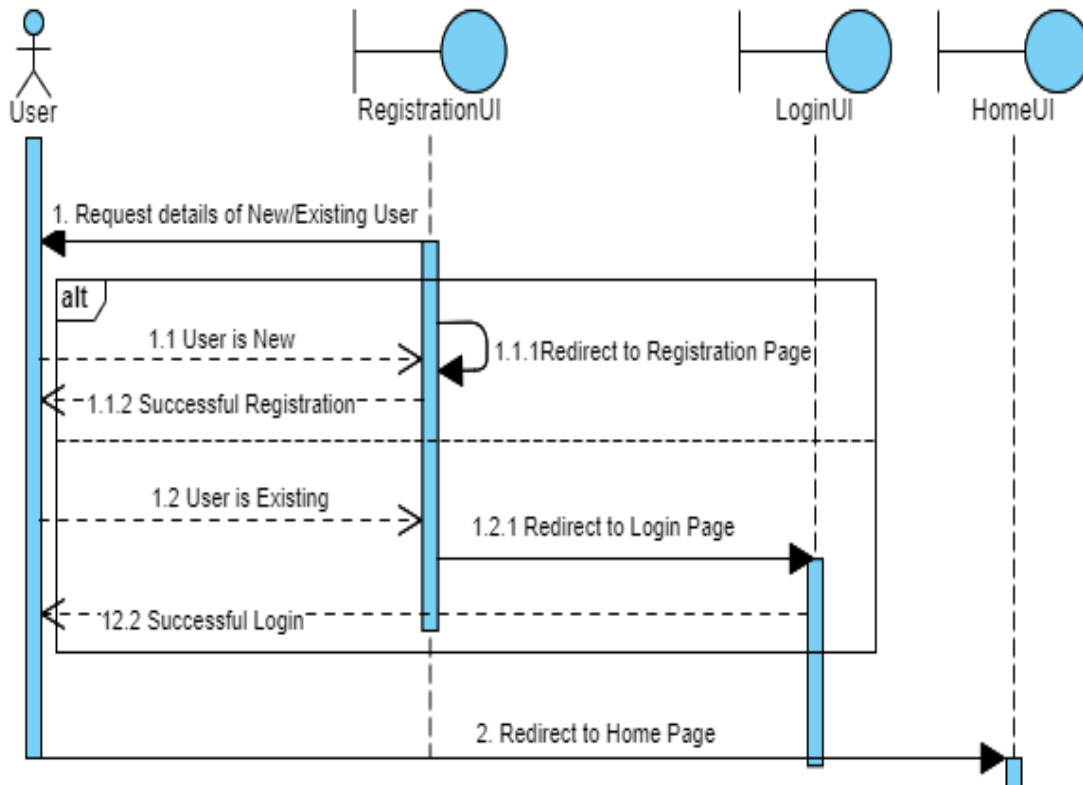 User
RegistrationUI
LoginUI
HomeUI
1. Request details of New/Existing User
alt
1.1 User is New
1.1.1Redirect to Registration Page
1.1.2 Successful Registration
1.2 User is Existing
1.2.1 Redirect to Login Page
12.2 Successful Login
2. Redirect to Home Page